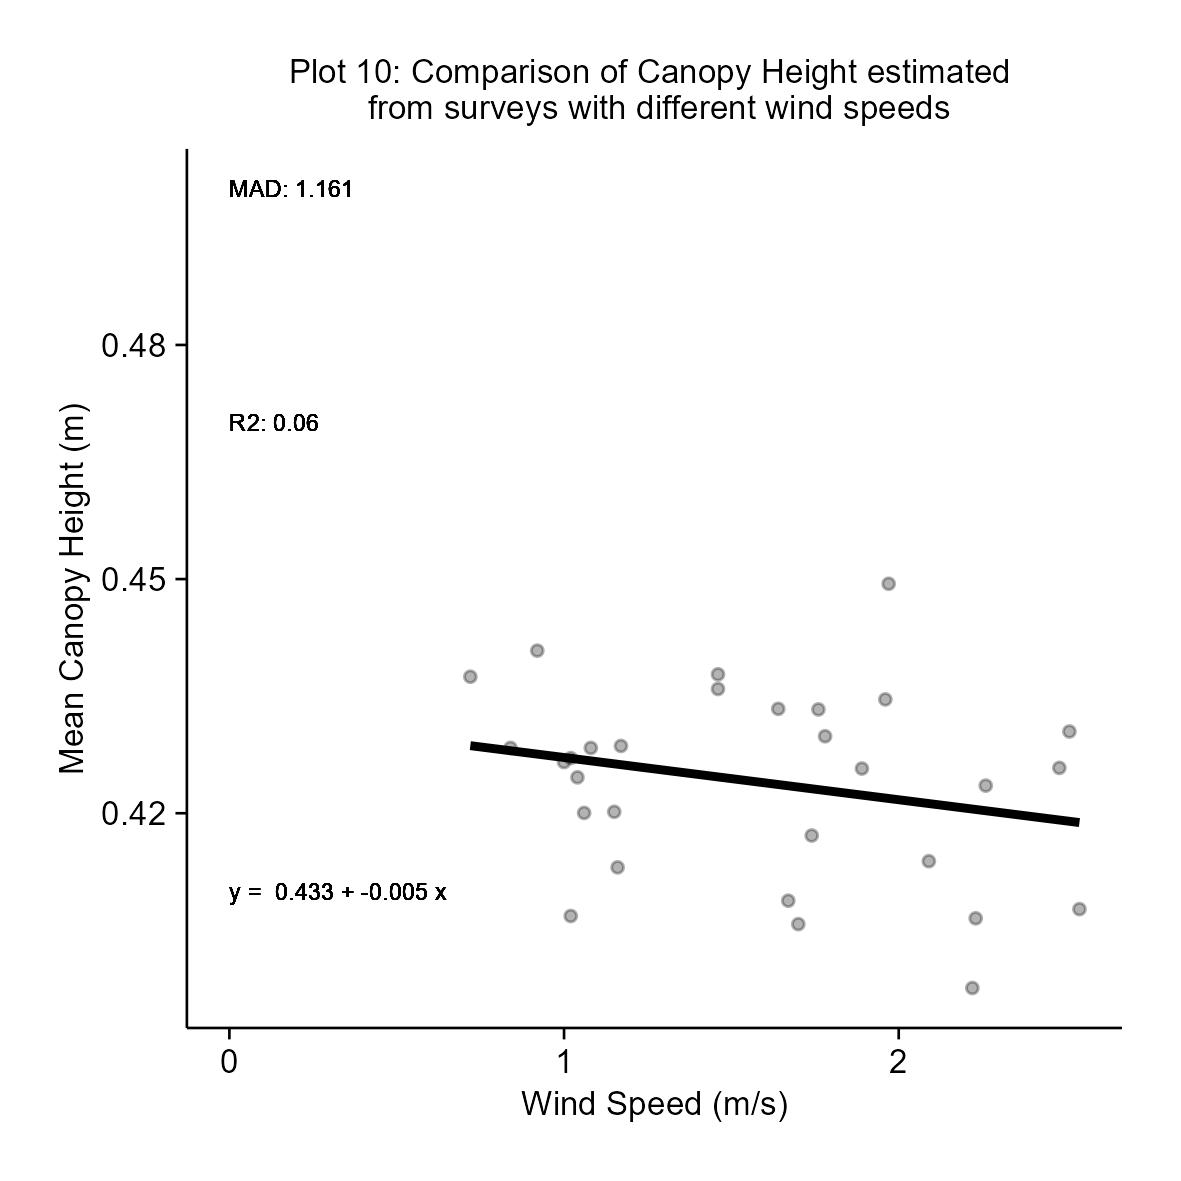 Plot 10: Comparison of Canopy Height estimated
from surveys with different wind speeds
MAD: 1.161
0.48
R2: 0.06
0.45
Mean Canopy Height (m)
0.42
y =  0.433 + -0.005 x
0
1
2
Wind Speed (m/s)